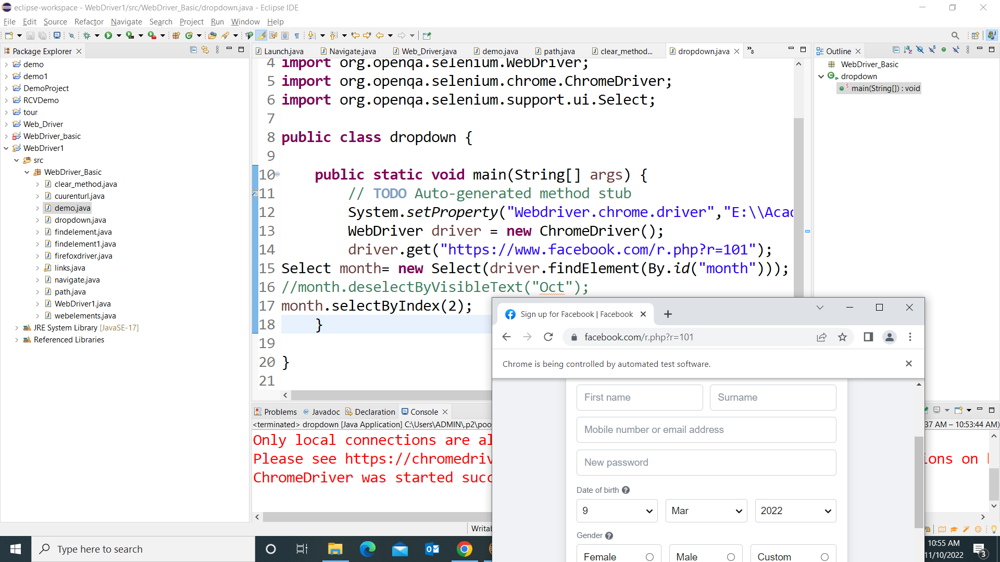 eclipse-workspace - WebDriver1/src/WebDriver_Basic/dropdown.java - Eclipse IDE
File Edit Source Refactor Navigate Search Project Run Window Help
Package Explorer
demo
demo1
DemoProject
RCVDemo
tour
Web_Driver
WebDriver_basic
WebDriver1
src
WebDriver_Basic
clear_method.java
cuurenturl.java
demo.java
dropdown.java
findelement.java
findelement1.java
firefoxdriver.java
links.java
navigate.java
path.java
WebDriver1.java
webelements.java
JRE System Library [JavaSE-17]
Referenced Libraries
Launch.java Navigate.java Web_Driver.java demo.java path.java clear_method... dropdown.java »8
4 import org.openqa.selenium.WebDriver;
5 import org.openqa.selenium.chrome.ChromeDriver;
6 import org.openqa.selenium.support.ui.Select;
7
8 public class dropdown {
9
10 public static void main(String[] args) {
11 // TODO Auto-generated method stub
12 System.setProperty("Webdriver.chrome.driver","E:\\Acad
13 WebDriver driver = new ChromeDriver();
14 driver.get("https://www.facebook.com/r.php?r=101");
15 Select month= new Select(driver.findElement(By.id("month")));
16 //month.deselectByVisibleText("Oct");
17 month.selectByIndex(2);
18 }
19
20 }
21
Outline
WebDriver_Basic
dropdown
main(String[]) : void
Problems Javadoc Declaration Console
<terminated> dropdown [Java Application] C:\Users\ADMIN\.p2\poo
37 AM – 10:53:44 AM)
Only local connections are al
Please see https://chromedriv
ions on
ChromeDriver was started succ
Writab
Sign up for Facebook | Facebook
facebook.com/r.php?r=101
Chrome is being controlled by automated test software.
First name Surname
Mobile number or email address
New password
Date of birth ?
9 Mar 2022
Gender ?
Female Male Custom
Type here to search
10:55 AM
11/10/2022
3